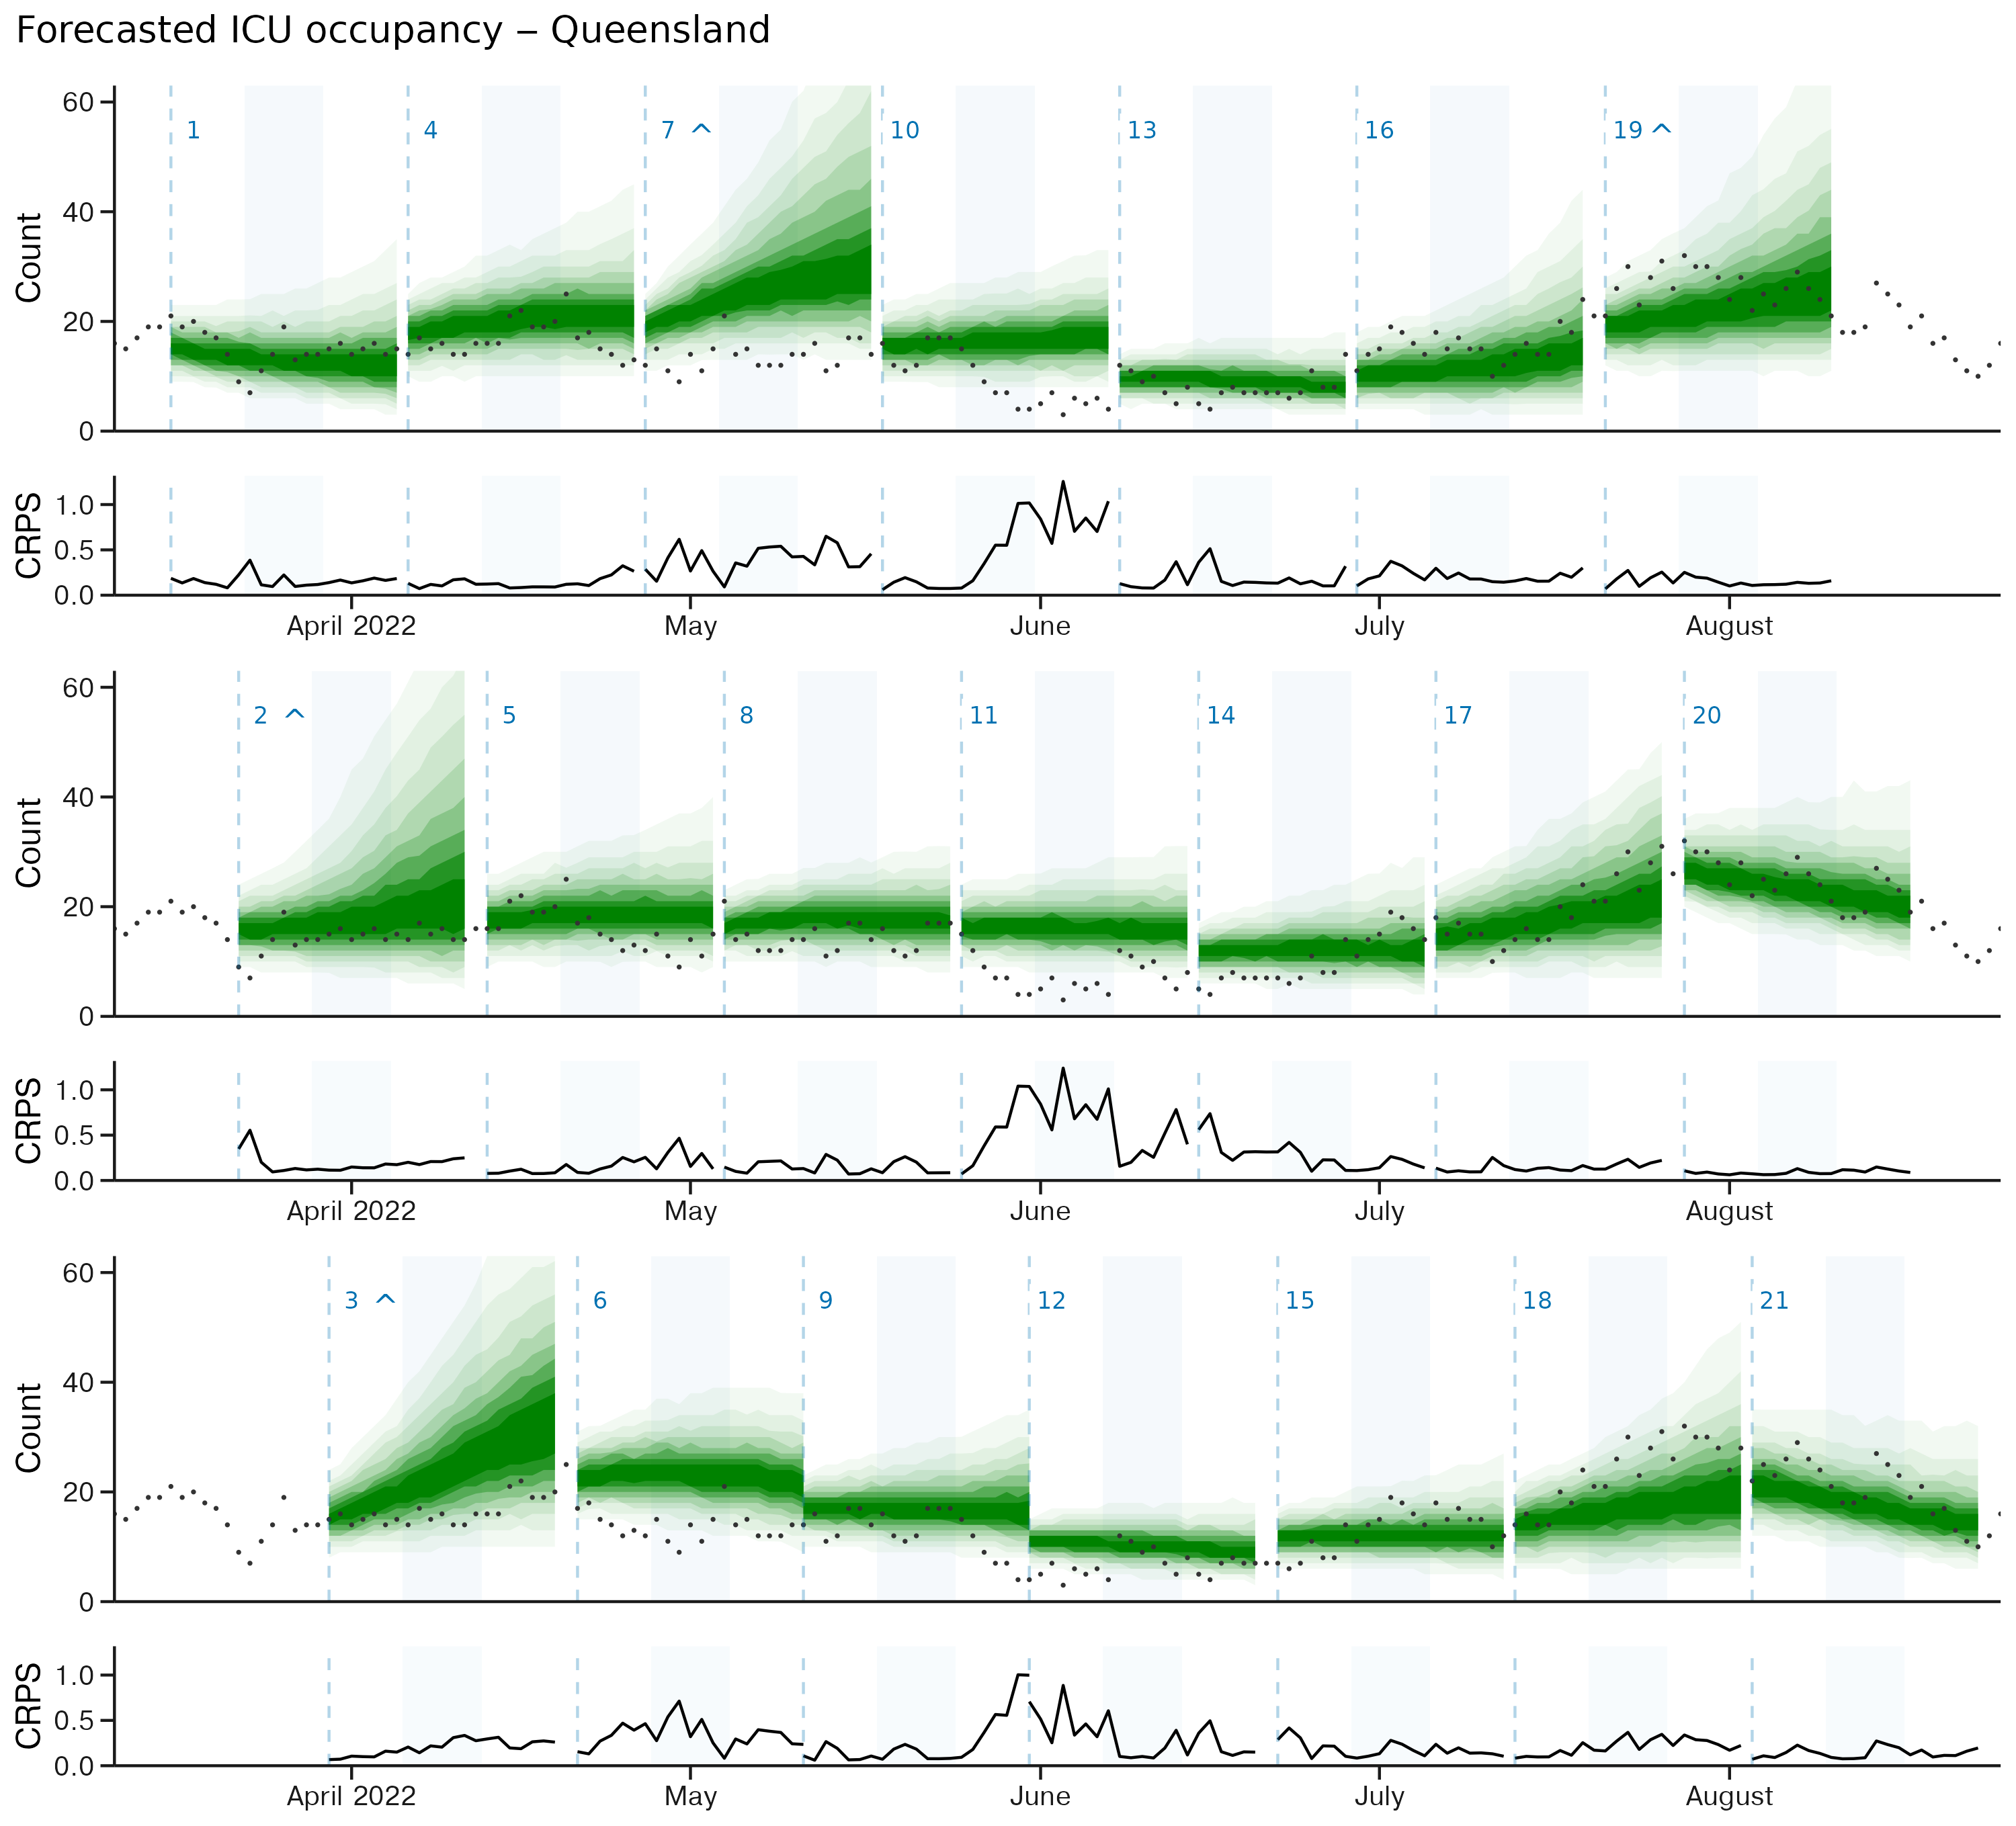 Forecasted ICU occupancy – Queensland
60
1
4
7 ^
10
13
16
19 ^
40
Count
20
0
CRPS
1.0
0.5
0.0
April 2022
May
June
July
August
60
2 ^
5
8
11
14
17
20
40
Count
20
0
CRPS
1.0
0.5
0.0
April 2022
May
June
July
August
60
3 ^
6
9
12
15
18
21
40
Count
20
0
CRPS
1.0
0.5
0.0
April 2022
May
June
July
August